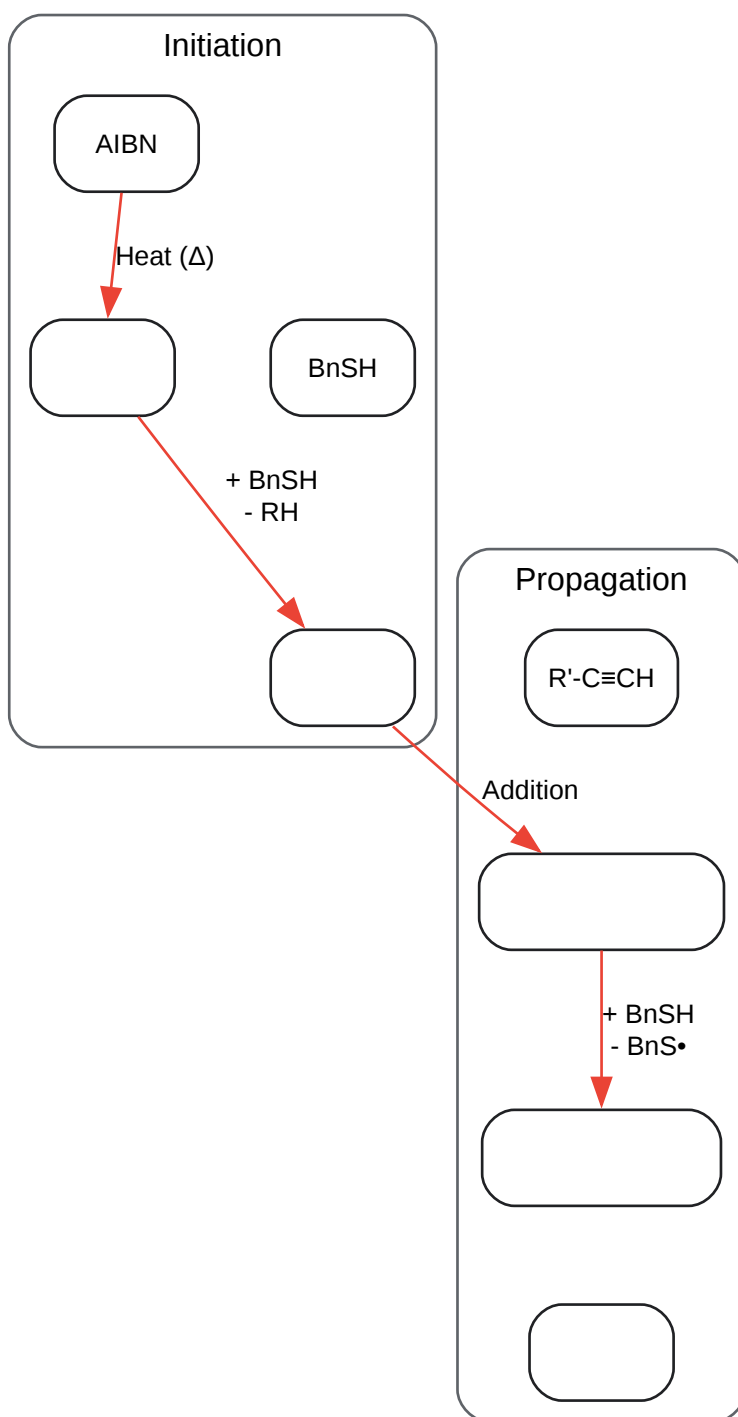 Initiation
AIBN
Heat (Δ)
BnSH
+ BnSH
- RH
Propagation
R'-C≡CH
Addition
+ BnSH
- BnS•